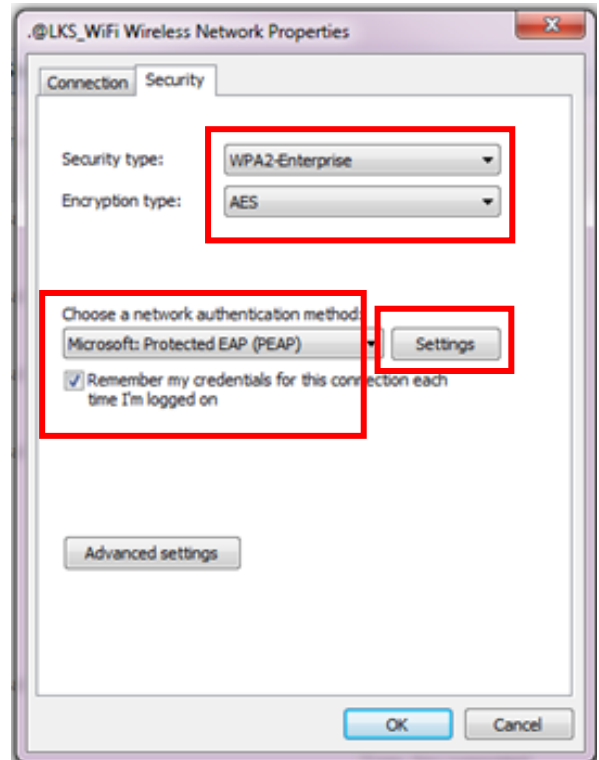 .@LKS_WiFi Wireless Network Properties
Connection Security
Security type: WPA2-Enterprise
Encryption type: AES
Choose a network authentication method:
Microsoft: Protected EAP (PEAP) Settings
Remember my credentials for this connection each
time I'm logged on
Advanced settings
OK Cancel